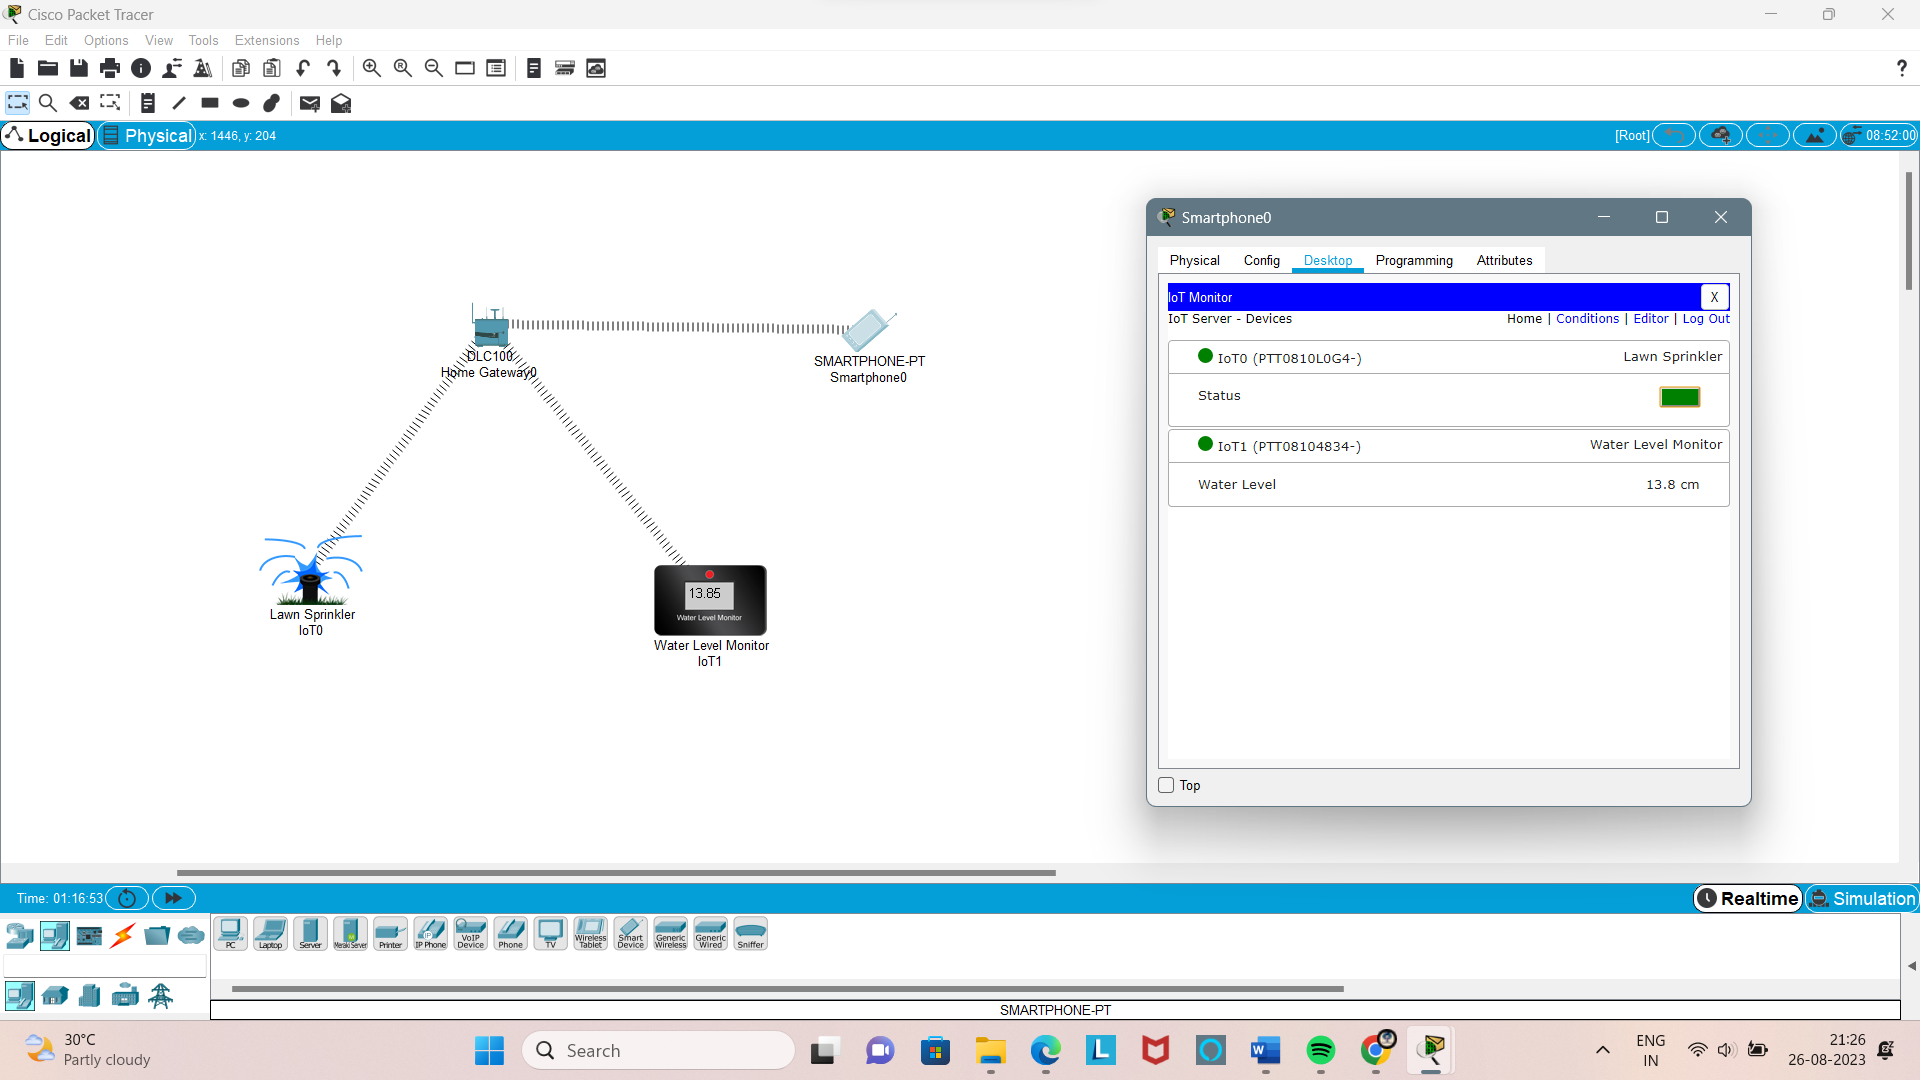 Cisco Packet Tracer
File Edit Options View Tools Extensions Help
?
Logical Physical x: 1446, y: 204 [Root] 08:52:00
Smartphone0
Physical Config Desktop Programming Attributes
IoT Monitor X
IoT Server - Devices Home | Conditions | Editor | Log Out
IoT0 (PTT0810L0G4-) Lawn Sprinkler
Status
IoT1 (PTT08104834-) Water Level Monitor
Water Level 13.8 cm
Top
DLC100
Home Gateway0
SMARTPHONE-PT
Smartphone0
Lawn Sprinkler
IoT0
13.85
Water Level Monitor
Water Level Monitor
IoT1
Time: 01:16:53 Realtime Simulation
PC Laptop Server Meraki Server Printer IP Phone VoIP Device Phone TV Wireless Tablet Smart Device Generic Wireless Generic Wired Sniffer
SMARTPHONE-PT
30°C
Partly cloudy
Search
ENG
IN
21:26
26-08-2023